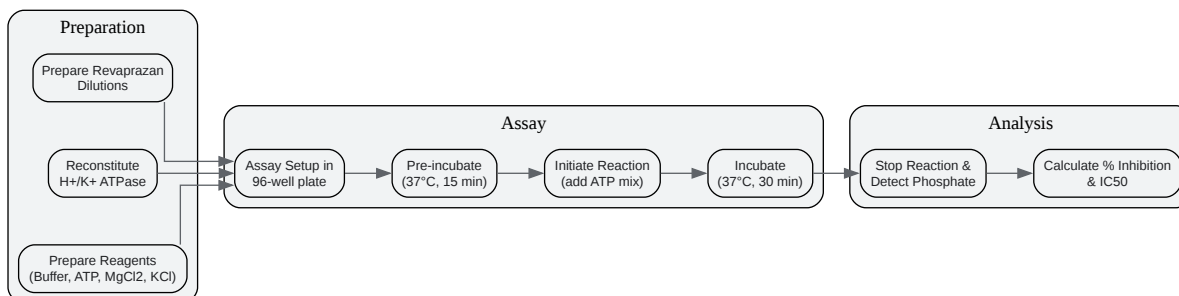 Preparation
Prepare Revaprazan
Dilutions
Reconstitute
H+/K+ ATPase
Prepare Reagents
(Buffer, ATP, MgCl2, KCl)
Assay
Assay Setup in
96-well plate
Pre-incubate
(37°C, 15 min)
Initiate Reaction
(add ATP mix)
Incubate
(37°C, 30 min)
Analysis
Stop Reaction &
Detect Phosphate
Calculate % Inhibition
& IC50